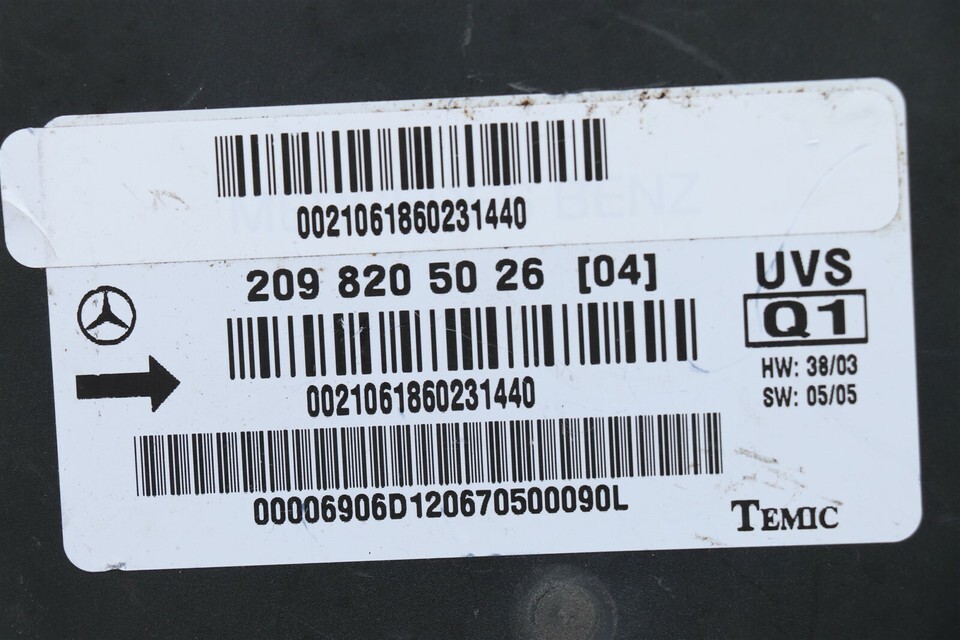 0021061860231440
209 820 50 26 [04]
UVS
Q1
HW: 38/03
SW: 05/05
0021061860231440
00006906D120670500090L
TEMIC